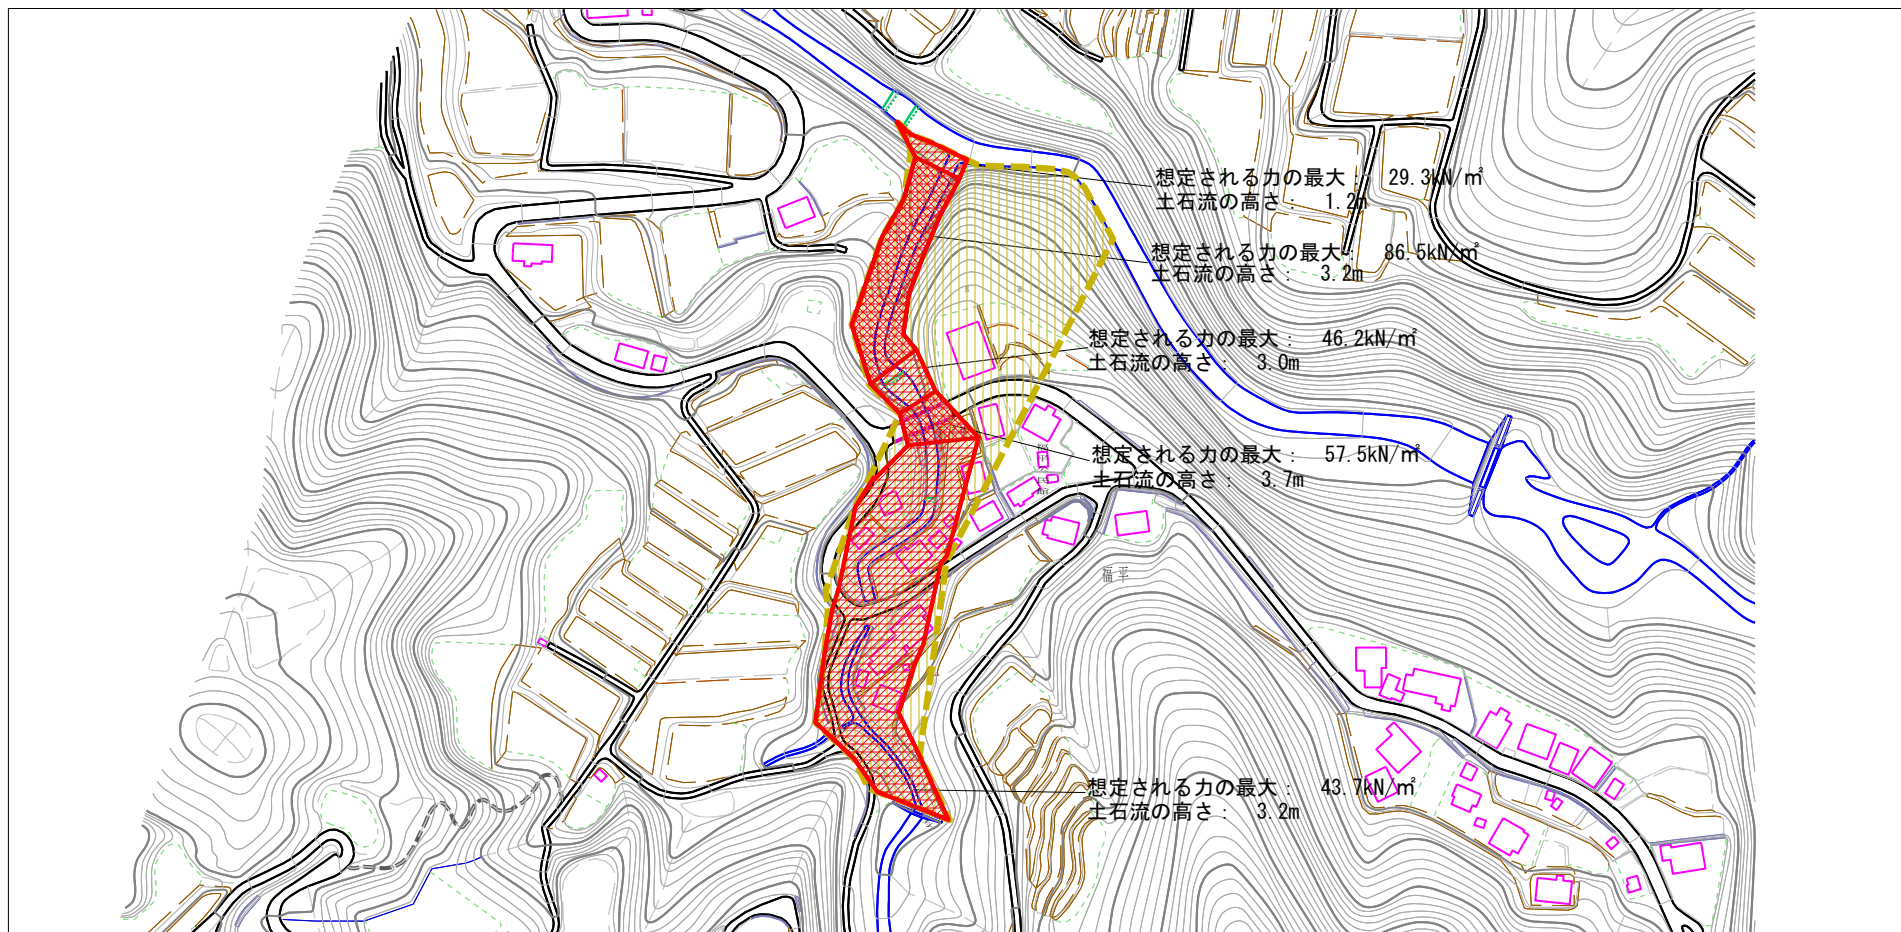 想定される力の最大： 29.3kN/㎡
土石流の高さ： 1.2m
想定される力の最大： 86.5kN/㎡
土石流の高さ： 3.2m
想定される力の最大： 46.2kN/㎡
土石流の高さ： 3.0m
想定される力の最大： 57.5kN/㎡
土石流の高さ： 3.7m
福平
想定される力の最大： 43.7kN/㎡
土石流の高さ： 3.2m